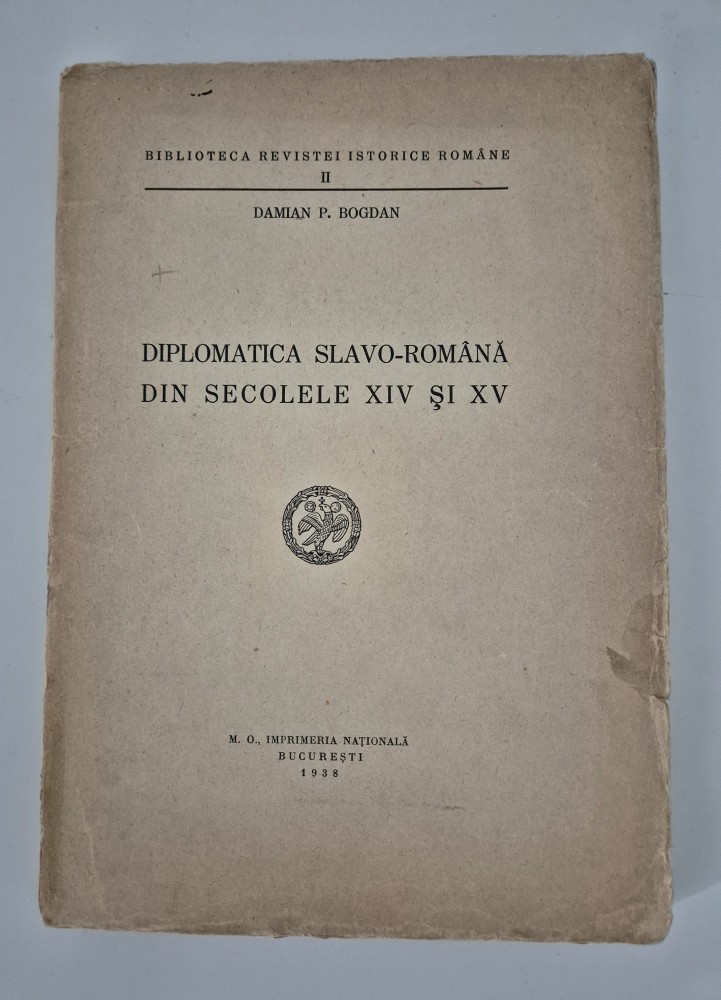 BIBLIOTECA REVISTEI ISTORICE ROMÂNE
II
DAMIAN P. BOGDAN
DIPLOMATICA SLAVO-ROMÂNĂ
DIN SECOLELE XIV ŞI XV
M. O., IMPRIMERIA NAŢIONALĂ
BUCUREŞTI
1938